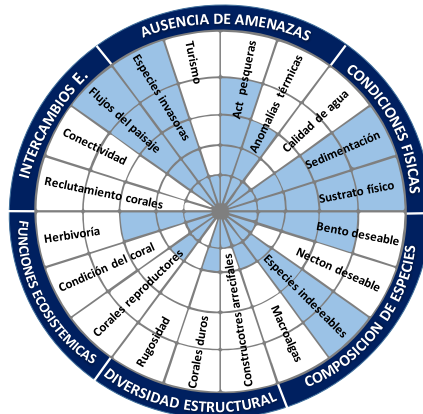 AUSENCIA DE AMENAZAS
CONDICIONES FISICAS
COMPOSICION DE ESPECIES
DIVERSIDAD ESTRUCTURAL
FUNCIONES ECOSISTEMICAS
INTERCAMBIOS E.
Turismo
Act pesqueras
Anomalías térmicas
Calidad de agua
Sedimentación
Sustrato físico
Bento deseable
Necton deseable
Especies indeseables
Macroalgas
Construcotres arrecifales
Corales duros
Rugosidad
Corales reproductores
Condición del coral
Herbivoría
Reclutamiento corales
Conectividad
Flujos del paisaje
Especies invasoras